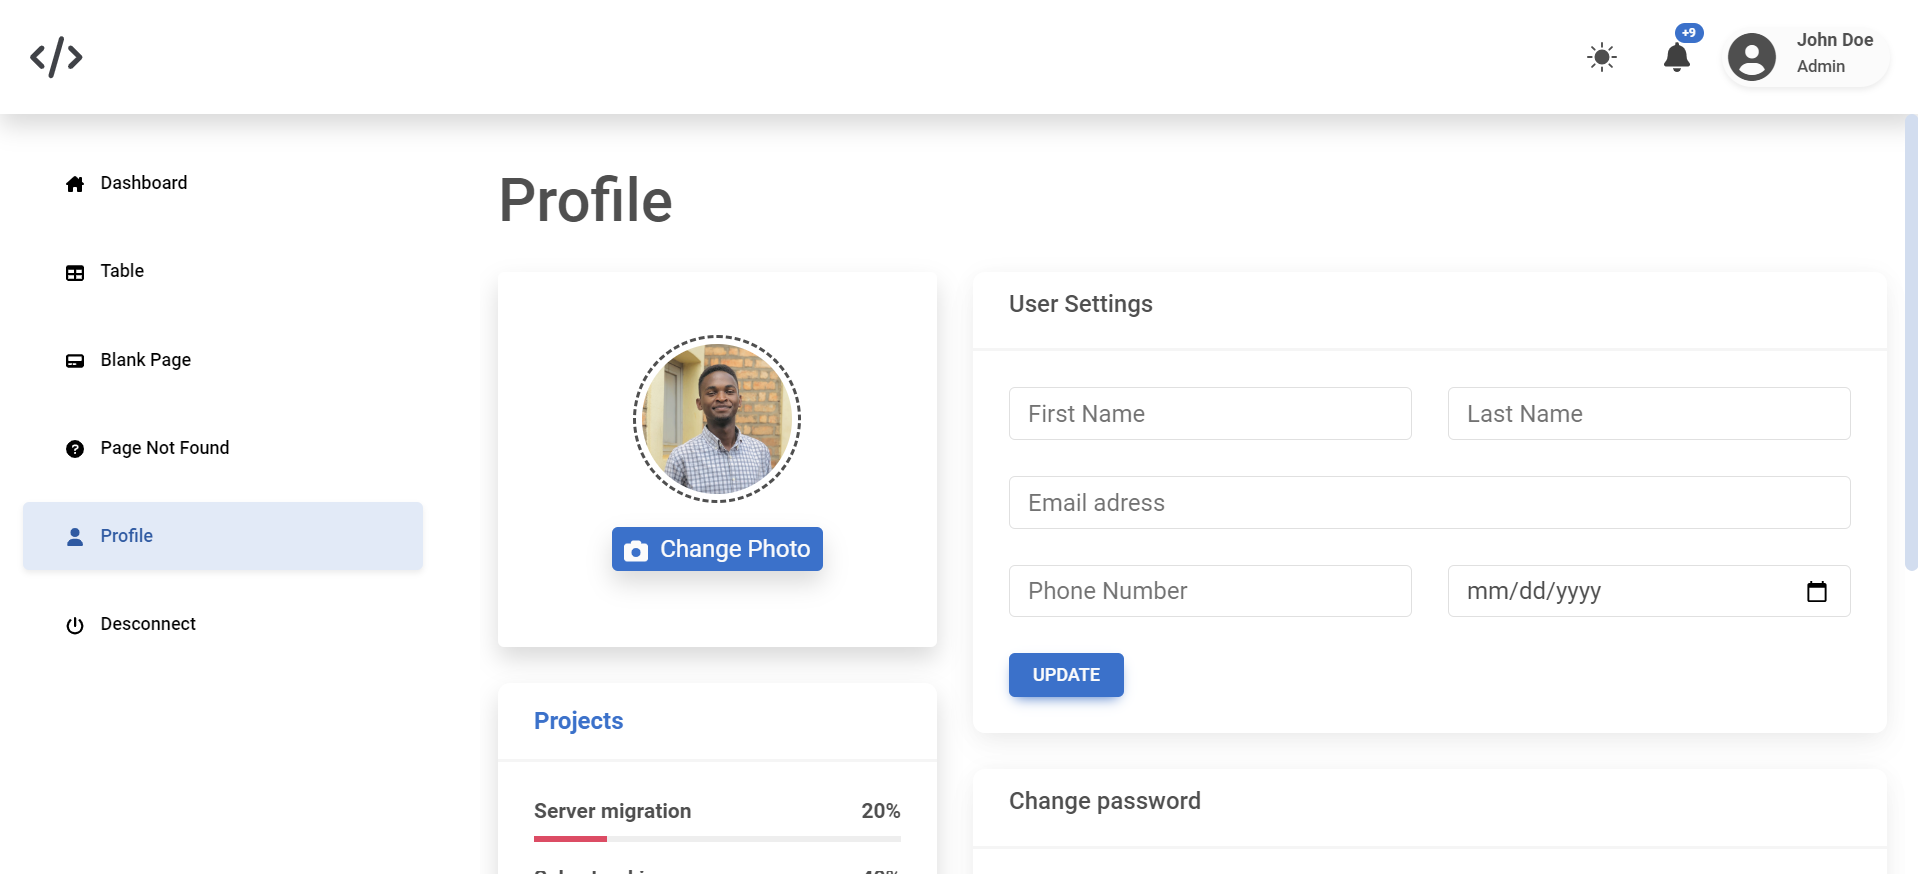 +9
John Doe
Admin
Dashboard
Table
Blank Page
Page Not Found
Profile
Desconnect
Profile
Change Photo
Projects
Server migration 20%
User Settings
First Name Last Name
Email adress
Phone Number mm/dd/yyyy
UPDATE
Change password